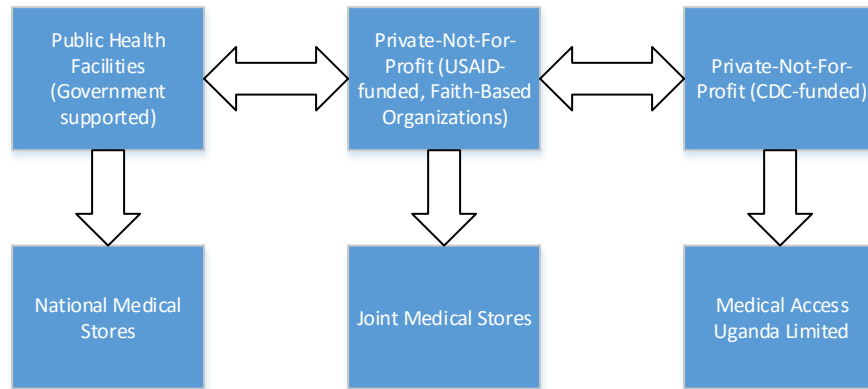 Public Health
Facilities
(Government
supported)
Private-Not-For-
Profit (USAID-
funded, Faith-Based
Organizations)
Private-Not-For-
Profit (CDC-funded)
National Medical
Stores
Joint Medical Stores
Medical Access
Uganda Limited